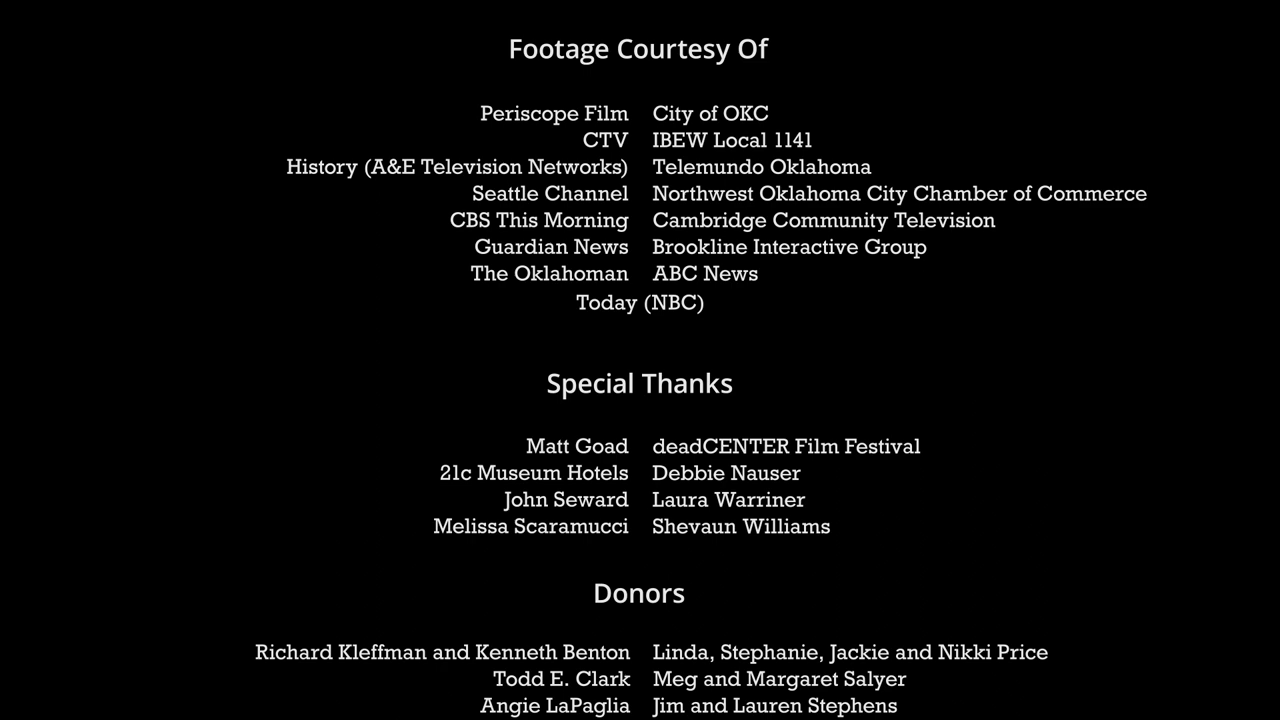 Footage Courtesy Of
Periscope Film City of OKC
CTV IBEW Local 1141
History (A&E Television Networks) Telemundo Oklahoma
Seattle Channel Northwest Oklahoma City Chamber of Commerce
CBS This Morning Cambridge Community Television
Guardian News Brookline Interactive Group
The Oklahoman ABC News
Today (NBC)
Special Thanks
Matt Goad deadCENTER Film Festival
21c Museum Hotels Debbie Nauser
John Seward Laura Warriner
Melissa Scaramucci Shevaun Williams
Donors
Richard Kleffman and Kenneth Benton Linda, Stephanie, Jackie and Nikki Price
Todd E. Clark Meg and Margaret Salyer
Angie LaPaglia Jim and Lauren Stephens